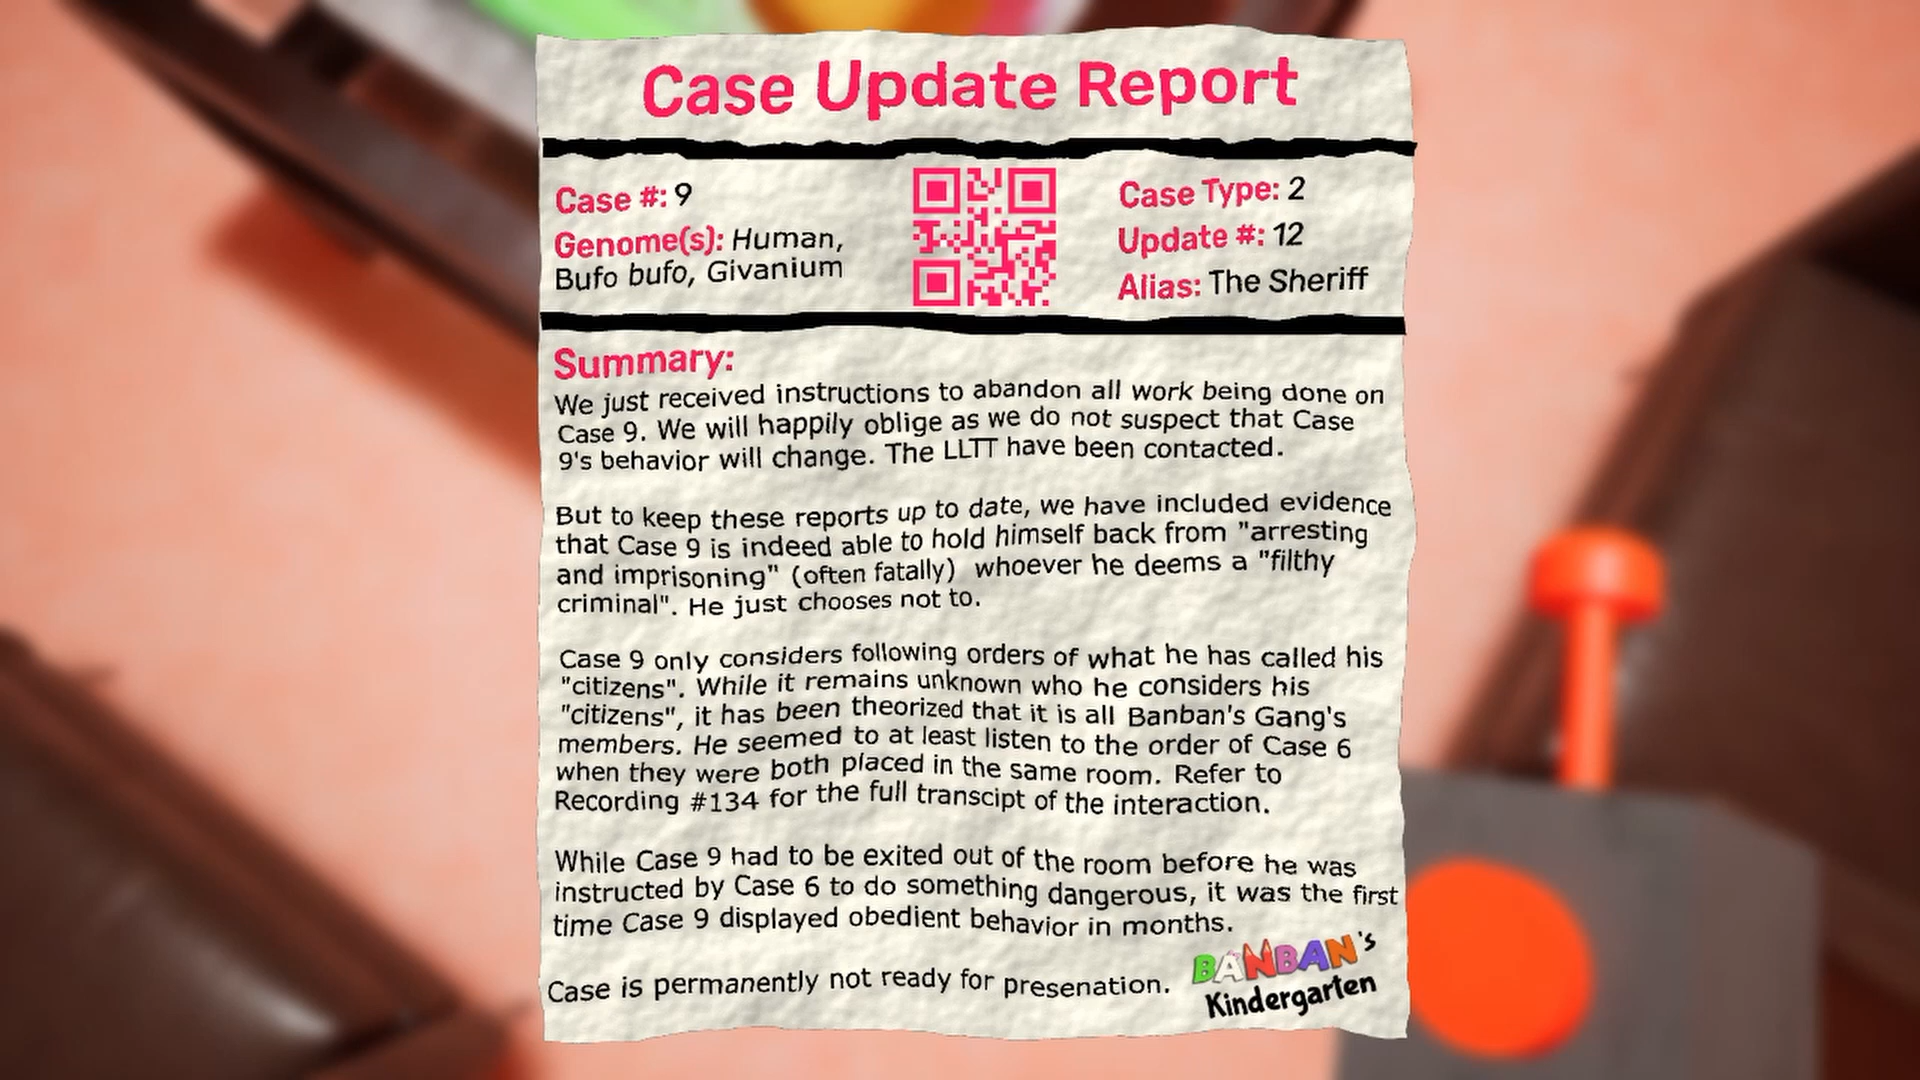 Case Update Report
Case #: 9
Genome(s): Human,
Bufo bufo, Givanium
Case Type: 2
Update #: 12
Alias: The Sheriff
Summary:
We just received instructions to abandon all work being done on
Case 9. We will happily oblige as we do not suspect that Case
9's behavior will change. The LLTT have been contacted.
But to keep these reports up to date, we have included evidence
that Case 9 is indeed able to hold himself back from "arresting
and imprisoning" (often fatally) whoever he deems a "filthy
criminal". He just chooses not to.
Case 9 only considers following orders of what he has called his
"citizens". While it remains unknown who he considers his
"citizens", it has been theorized that it is all Banban's Gang's
members. He seemed to at least listen to the order of Case 6
when they were both placed in the same room. Refer to
Recording #134 for the full transcipt of the interaction.
While Case 9 had to be exited out of the room before he was
instructed by Case 6 to do something dangerous, it was the first
time Case 9 displayed obedient behavior in months.
Case is permanently not ready for presenation.
BANBAN's
Kindergarten